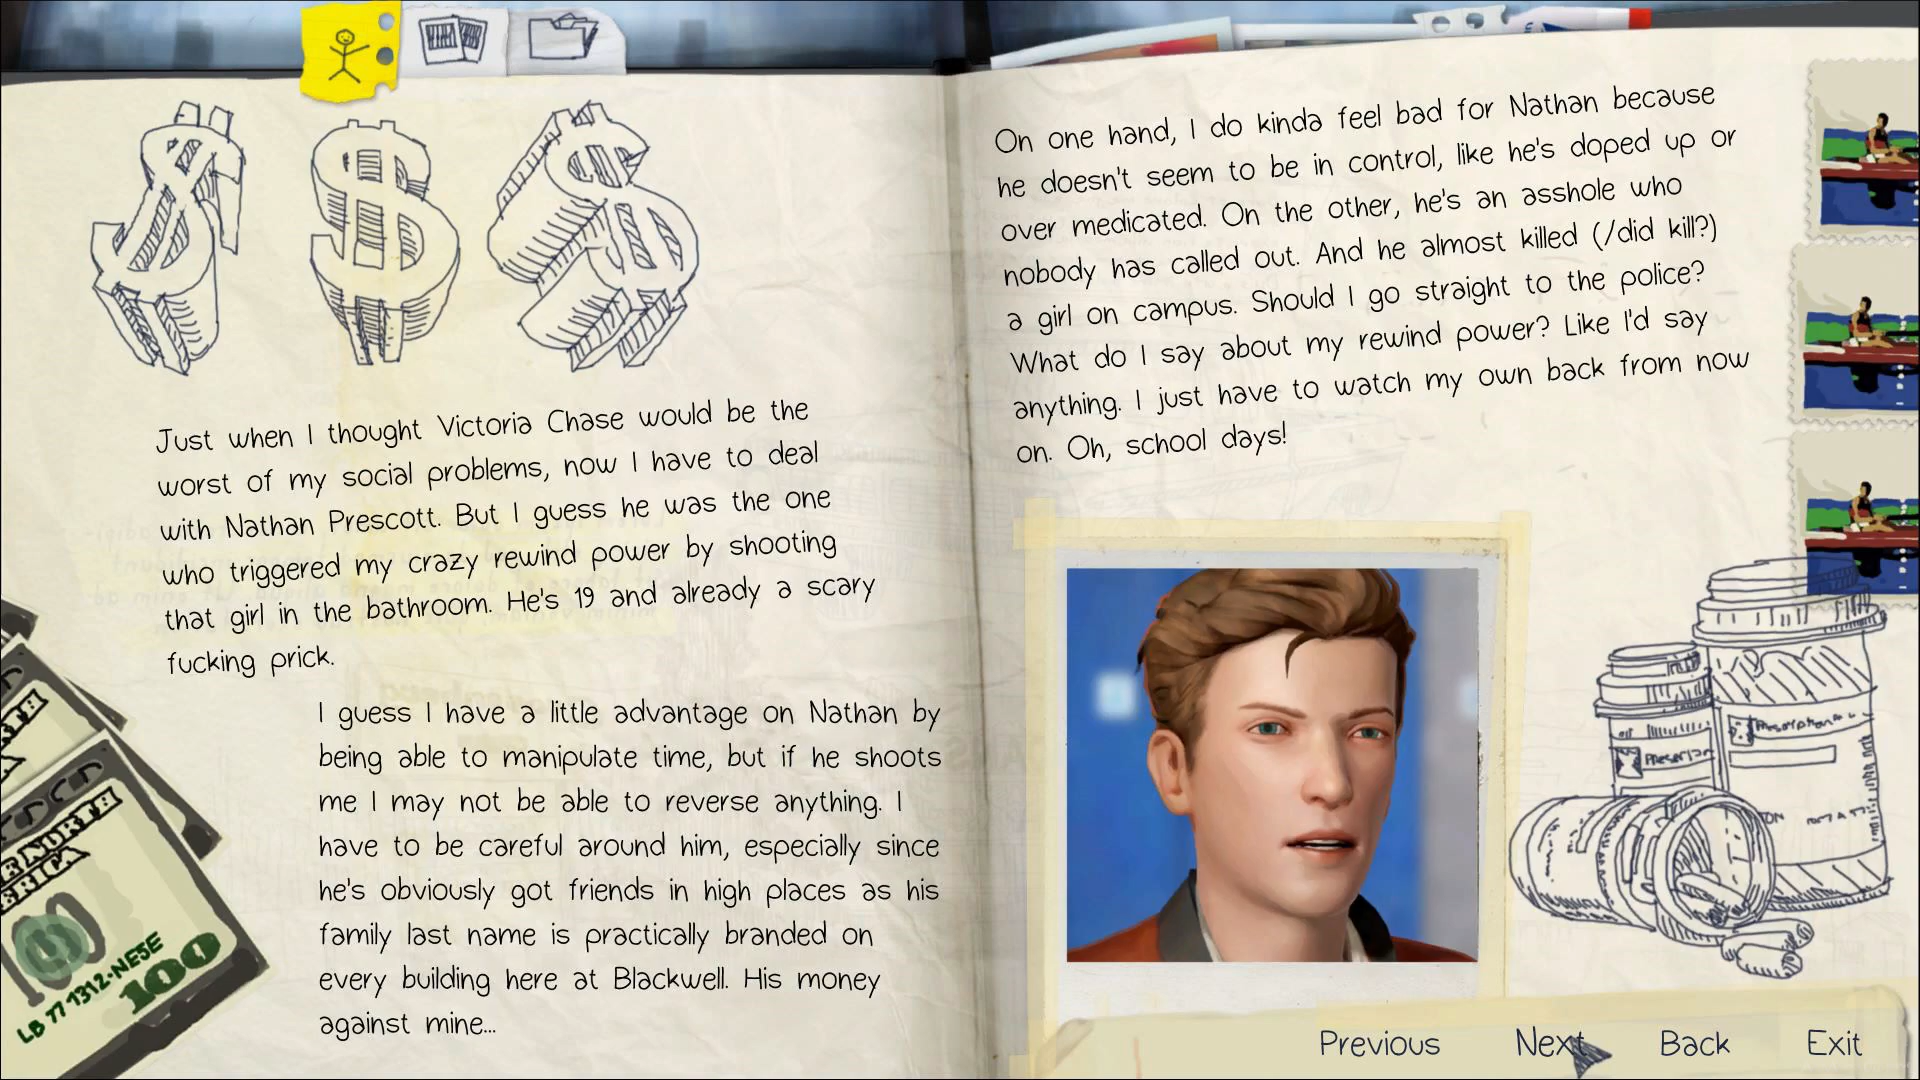 Just when I thought Victoria Chase would be the
worst of my social problems, now I have to deal
with Nathan Prescott. But I guess he was the one
who triggered my crazy rewind power by shooting
that girl in the bathroom. He's 19 and already a scary
fucking prick.
I guess I have a little advantage on Nathan by
being able to manipulate time, but if he shoots
me I may not be able to reverse anything. I
have to be careful around him, especially since
he's obviously got friends in high places as his
family last name is practically branded on
every building here at Blackwell. His money
against mine...
100
LB 77 1312-NESE
100
On one hand, I do kinda feel bad for Nathan because
he doesn't seem to be in control, like he's doped up or
over medicated. On the other, he's an asshole who
nobody has called out. And he almost killed (/did kill?)
a girl on campus. Should I go straight to the police?
What do I say about my rewind power? Like I'd say
anything. I just have to watch my own back from now
on. Oh, school days!
Previous Next Back Exit